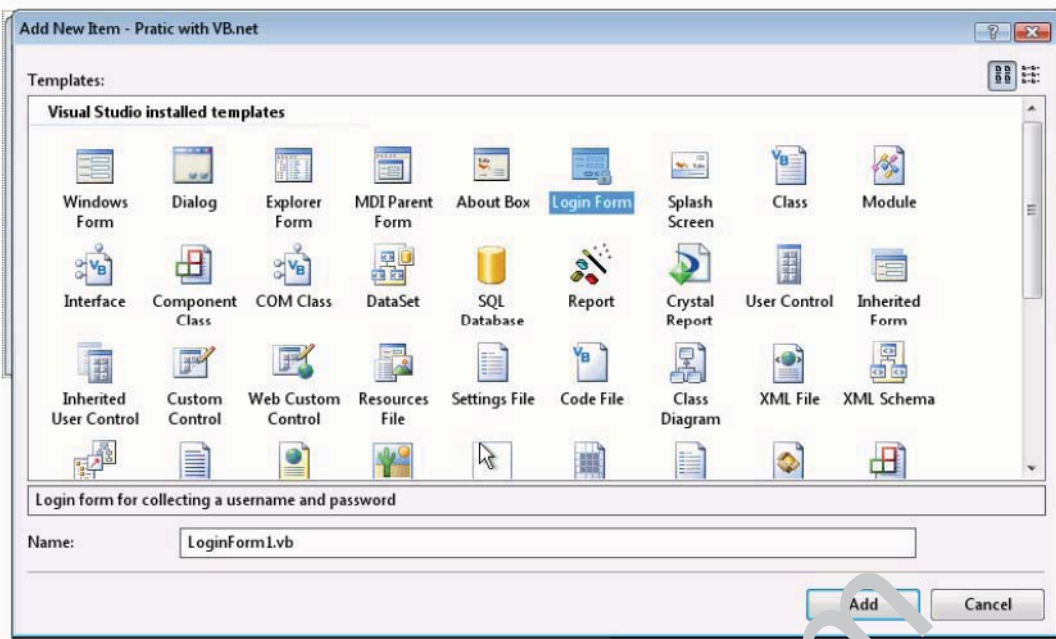 Add New Item - Pratic with VB.net
Templates:
Visual Studio installed templates
Windows Form
Dialog
Explorer Form
MDI Parent Form
About Box
Login Form
Splash Screen
Class
Module
Interface
Component Class
COM Class
DataSet
SQL Database
Report
Crystal Report
User Control
Inherited Form
Inherited User Control
Custom Control
Web Custom Control
Resources File
Settings File
Code File
Class Diagram
XML File
XML Schema
Login form for collecting a username and password
Name:
LoginForm1.vb
Add
Cancel